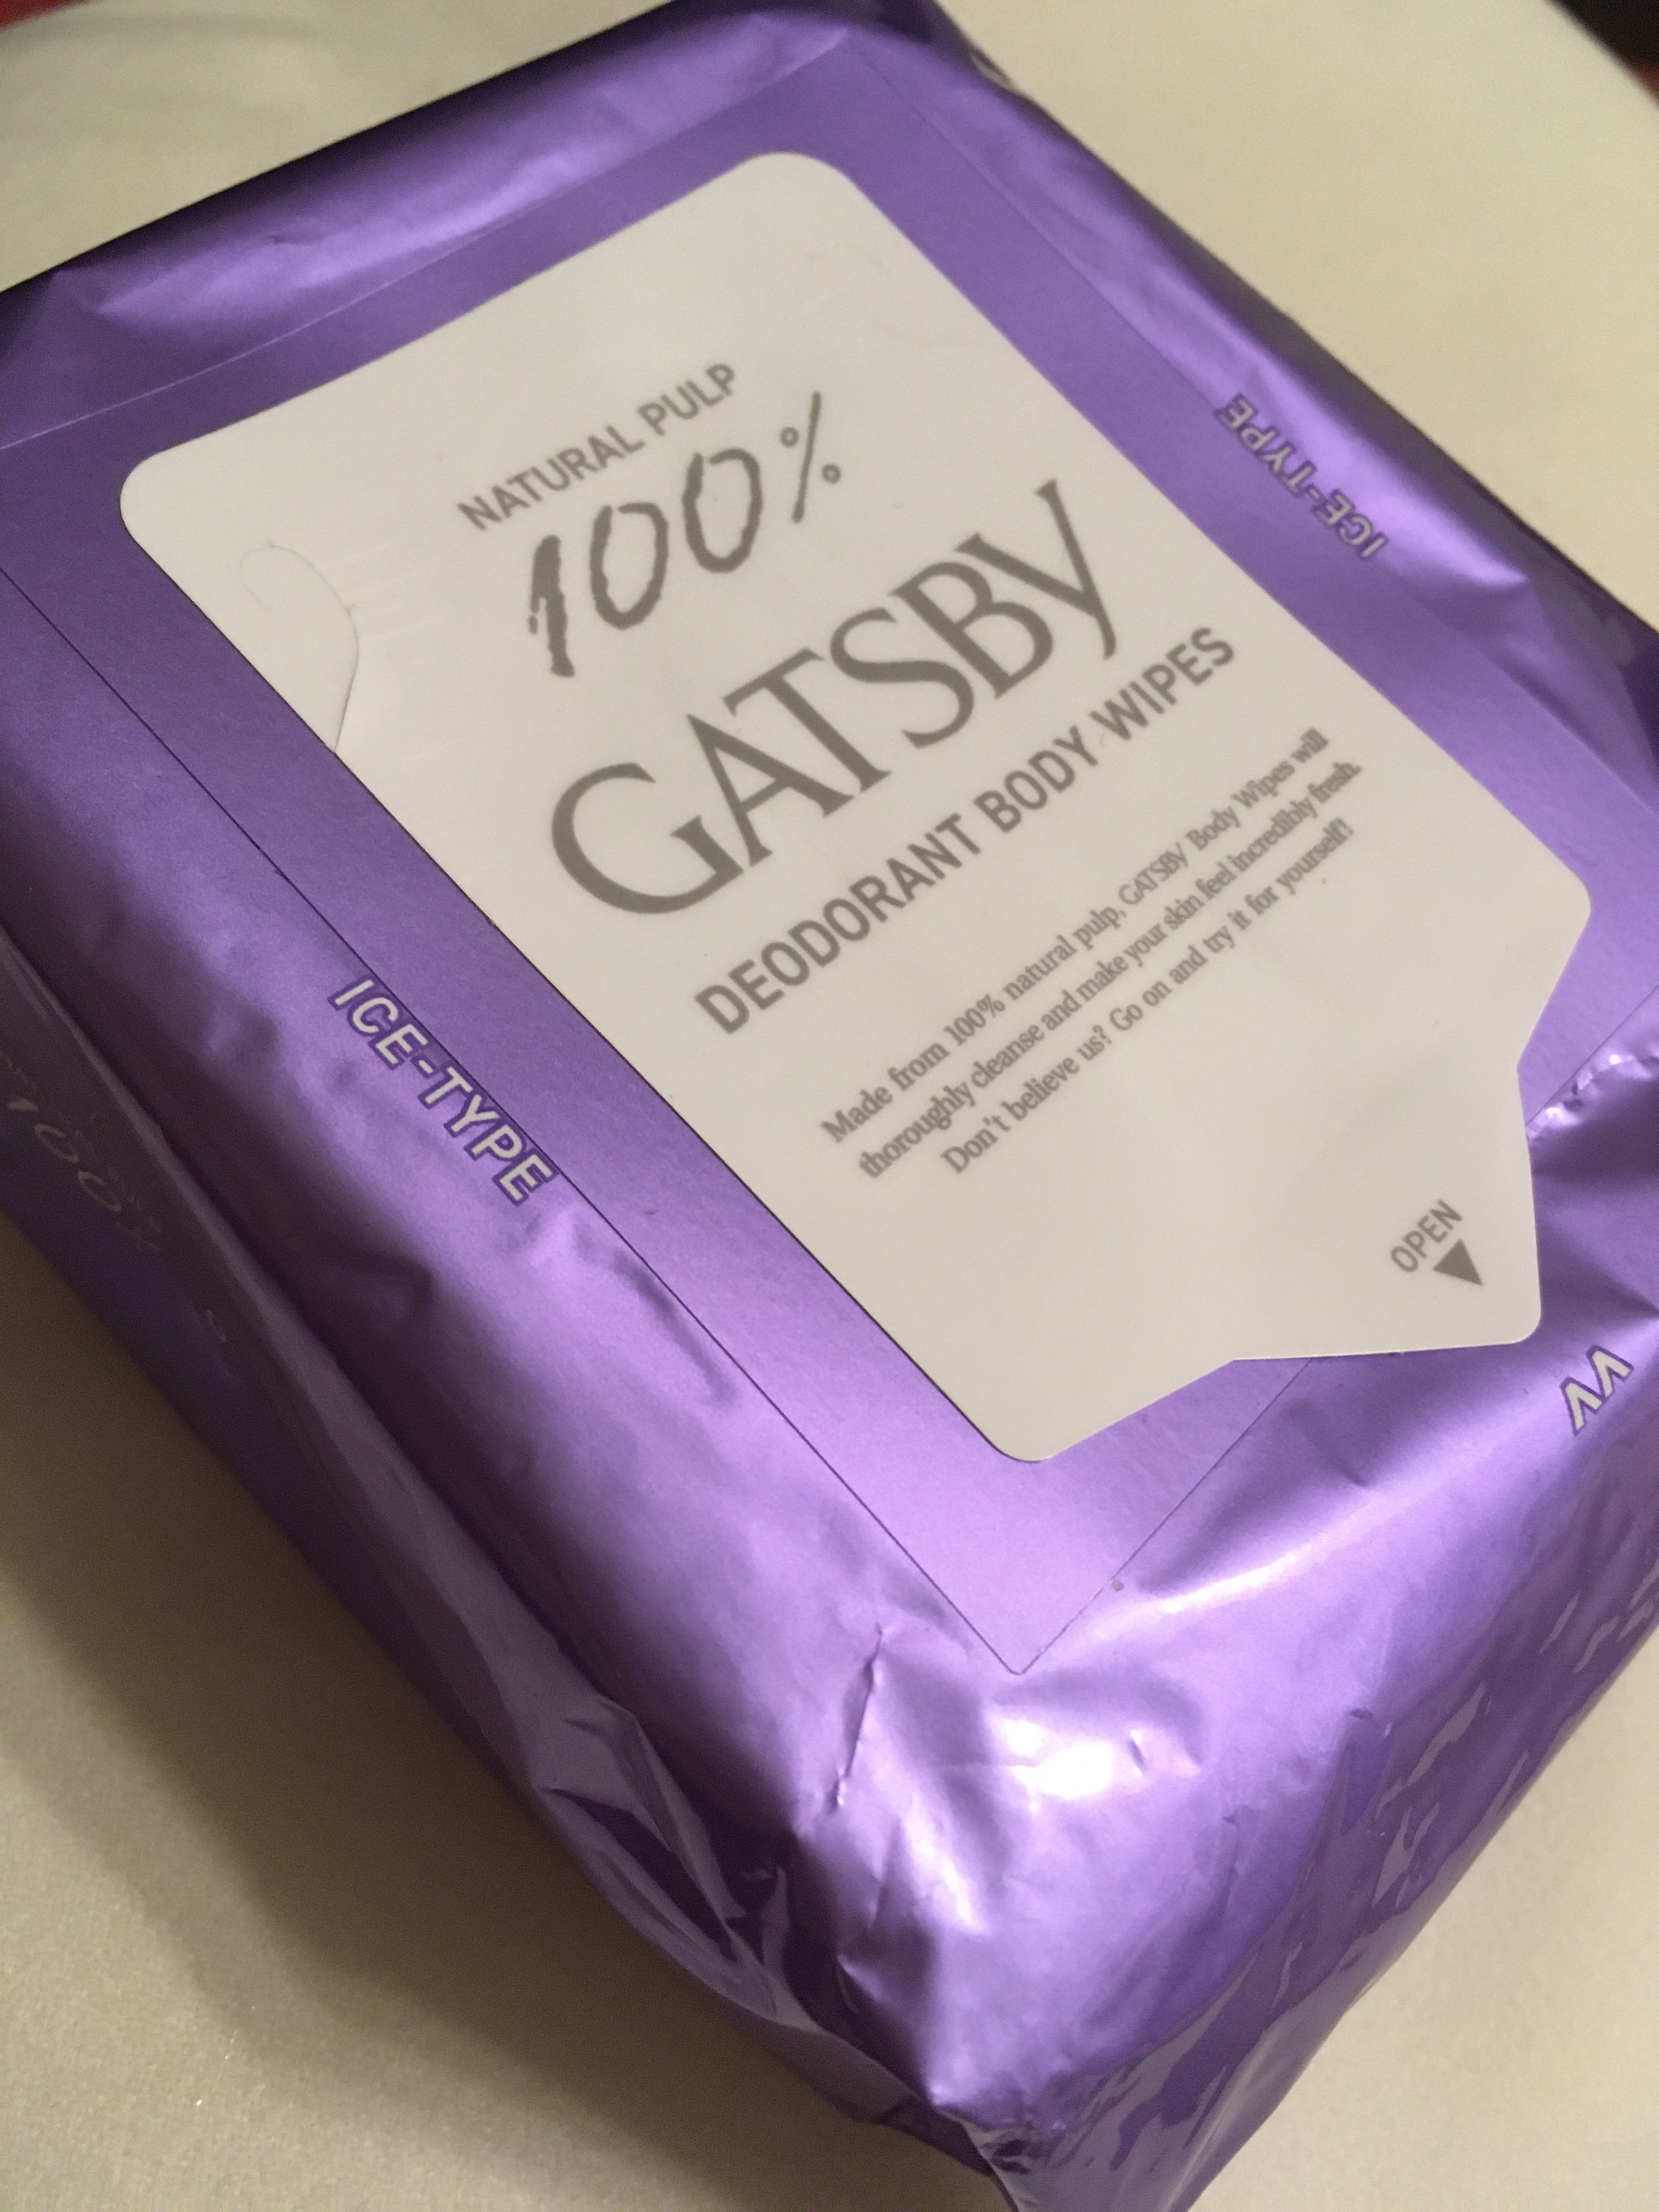 NATURAL PULP
100%
GATSBY
DEODORANT BODY WIPES
Made from 100% natural pulp, GATSBY Body Wipes will
thoroughly cleanse and make your skin feel incredibly fresh.
Don't believe us? Go on and try it for yourself!
OPEN
ICE-TYPE
ICE-TYPE
100%